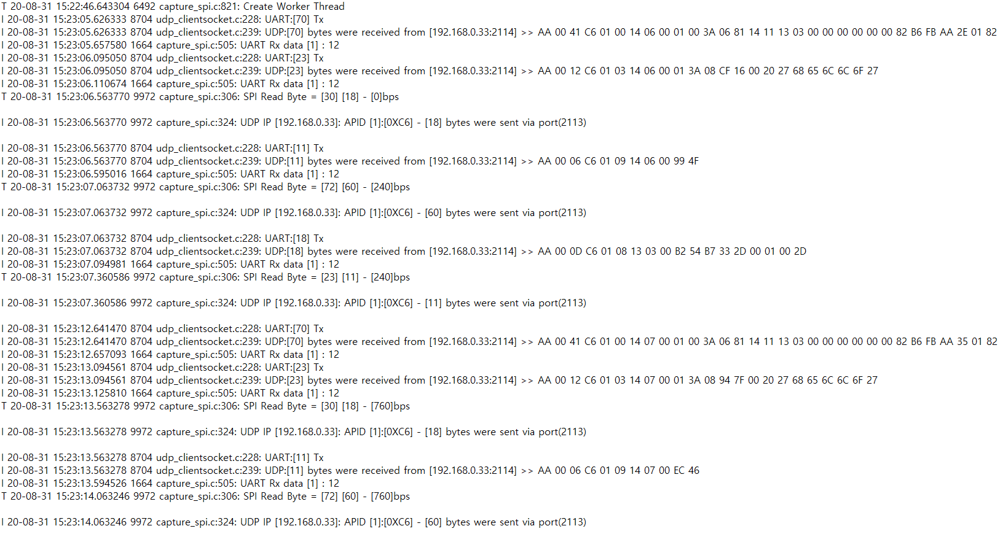 T 20-08-31 15:22:46.643304 6492 capture_spi.c:821: Create Worker Thread
I 20-08-31 15:23:05.626333 8704 udp_clientsocket.c:228: UART:[70] Tx
I 20-08-31 15:23:05.626333 8704 udp_clientsocket.c:239: UDP:[70] bytes were received from [192.168.0.33:2114] >> AA 00 41 C6 01 00 14 06 00 01 00 3A 06 81 14 11 13 03 00 00 00 00 00 00 82 B6 FB AA 2E 01 82
I 20-08-31 15:23:05.657580 1664 capture_spi.c:505: UART Rx data [1] : 12
I 20-08-31 15:23:06.095050 8704 udp_clientsocket.c:228: UART:[23] Tx
I 20-08-31 15:23:06.095050 8704 udp_clientsocket.c:239: UDP:[23] bytes were received from [192.168.0.33:2114] >> AA 00 12 C6 01 03 14 06 00 01 3A 08 CF 16 00 20 27 68 65 6C 6C 6F 27
I 20-08-31 15:23:06.110674 1664 capture_spi.c:505: UART Rx data [1] : 12
T 20-08-31 15:23:06.563770 9972 capture_spi.c:306: SPI Read Byte = [30] [18] - [0]bps
I 20-08-31 15:23:06.563770 9972 capture_spi.c:324: UDP IP [192.168.0.33]: APID [1]:[0XC6] - [18] bytes were sent via port(2113)
I 20-08-31 15:23:06.563770 8704 udp_clientsocket.c:228: UART:[11] Tx
I 20-08-31 15:23:06.563770 8704 udp_clientsocket.c:239: UDP:[11] bytes were received from [192.168.0.33:2114] >> AA 00 06 C6 01 09 14 06 00 99 4F
I 20-08-31 15:23:06.595016 1664 capture_spi.c:505: UART Rx data [1] : 12
T 20-08-31 15:23:07.063732 9972 capture_spi.c:306: SPI Read Byte = [72] [60] - [240]bps
I 20-08-31 15:23:07.063732 9972 capture_spi.c:324: UDP IP [192.168.0.33]: APID [1]:[0XC6] - [60] bytes were sent via port(2113)
I 20-08-31 15:23:07.063732 8704 udp_clientsocket.c:228: UART:[18] Tx
I 20-08-31 15:23:07.063732 8704 udp_clientsocket.c:239: UDP:[18] bytes were received from [192.168.0.33:2114] >> AA 00 0D C6 01 08 13 03 00 B2 54 B7 33 2D 00 01 00 2D
I 20-08-31 15:23:07.094981 1664 capture_spi.c:505: UART Rx data [1] : 12
T 20-08-31 15:23:07.360586 9972 capture_spi.c:306: SPI Read Byte = [23] [11] - [240]bps
I 20-08-31 15:23:07.360586 9972 capture_spi.c:324: UDP IP [192.168.0.33]: APID [1]:[0XC6] - [11] bytes were sent via port(2113)
I 20-08-31 15:23:12.641470 8704 udp_clientsocket.c:228: UART:[70] Tx
I 20-08-31 15:23:12.641470 8704 udp_clientsocket.c:239: UDP:[70] bytes were received from [192.168.0.33:2114] >> AA 00 41 C6 01 00 14 07 00 01 00 3A 06 81 14 11 13 03 00 00 00 00 00 00 82 B6 FB AA 35 01 82
I 20-08-31 15:23:12.657093 1664 capture_spi.c:505: UART Rx data [1] : 12
I 20-08-31 15:23:13.094561 8704 udp_clientsocket.c:228: UART:[23] Tx
I 20-08-31 15:23:13.094561 8704 udp_clientsocket.c:239: UDP:[23] bytes were received from [192.168.0.33:2114] >> AA 00 12 C6 01 03 14 07 00 01 3A 08 94 7F 00 20 27 68 65 6C 6C 6F 27
I 20-08-31 15:23:13.125810 1664 capture_spi.c:505: UART Rx data [1] : 12
T 20-08-31 15:23:13.563278 9972 capture_spi.c:306: SPI Read Byte = [30] [18] - [760]bps
I 20-08-31 15:23:13.563278 9972 capture_spi.c:324: UDP IP [192.168.0.33]: APID [1]:[0XC6] - [18] bytes were sent via port(2113)
I 20-08-31 15:23:13.563278 8704 udp_clientsocket.c:228: UART:[11] Tx
I 20-08-31 15:23:13.563278 8704 udp_clientsocket.c:239: UDP:[11] bytes were received from [192.168.0.33:2114] >> AA 00 06 C6 01 09 14 07 00 EC 46
I 20-08-31 15:23:13.594526 1664 capture_spi.c:505: UART Rx data [1] : 12
T 20-08-31 15:23:14.063246 9972 capture_spi.c:306: SPI Read Byte = [72] [60] - [760]bps
I 20-08-31 15:23:14.063246 9972 capture_spi.c:324: UDP IP [192.168.0.33]: APID [1]:[0XC6] - [60] bytes were sent via port(2113)